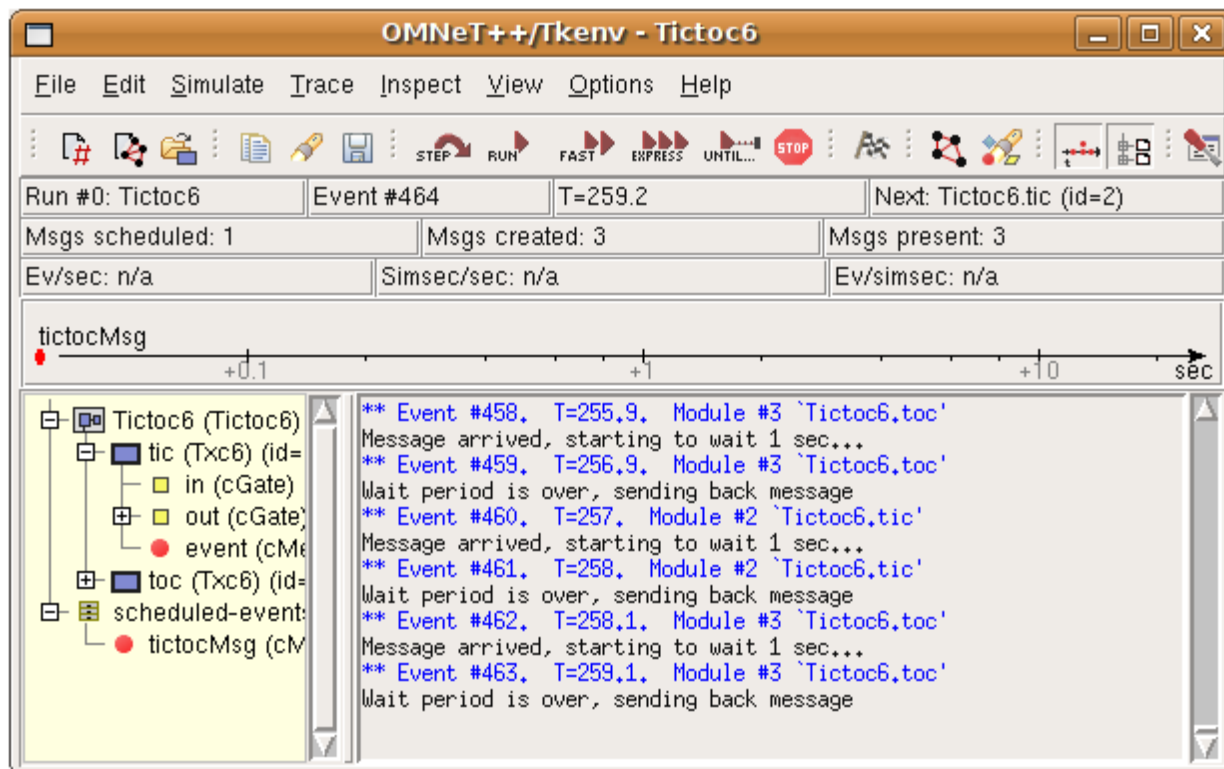 OMNeT++/Tkenv - Tictoc6
File Edit Simulate Trace Inspect View Options Help
STEP RUN FAST EXPRESS UNTIL... STOP
Run #0: Tictoc6 Event #464 T=259.2 Next: Tictoc6.tic (id=2)
Msgs scheduled: 1 Msgs created: 3 Msgs present: 3
Ev/sec: n/a Simsec/sec: n/a Ev/simsec: n/a
tictocMsg
+0.1 +1 +10 sec
Tictoc6 (Tictoc6)
tic (Txc6) (id=
in (cGate)
out (cGate)
event (cMe
toc (Txc6) (id=
scheduled-event
tictocMsg (cM
** Event #458.  T=255.9.  Module #3 `Tictoc6.toc'
Message arrived, starting to wait 1 sec...
** Event #459.  T=256.9.  Module #3 `Tictoc6.toc'
Wait period is over, sending back message
** Event #460.  T=257.  Module #2 `Tictoc6.tic'
Message arrived, starting to wait 1 sec...
** Event #461.  T=258.  Module #2 `Tictoc6.tic'
Wait period is over, sending back message
** Event #462.  T=258.1.  Module #3 `Tictoc6.toc'
Message arrived, starting to wait 1 sec...
** Event #463.  T=259.1.  Module #3 `Tictoc6.toc'
Wait period is over, sending back message